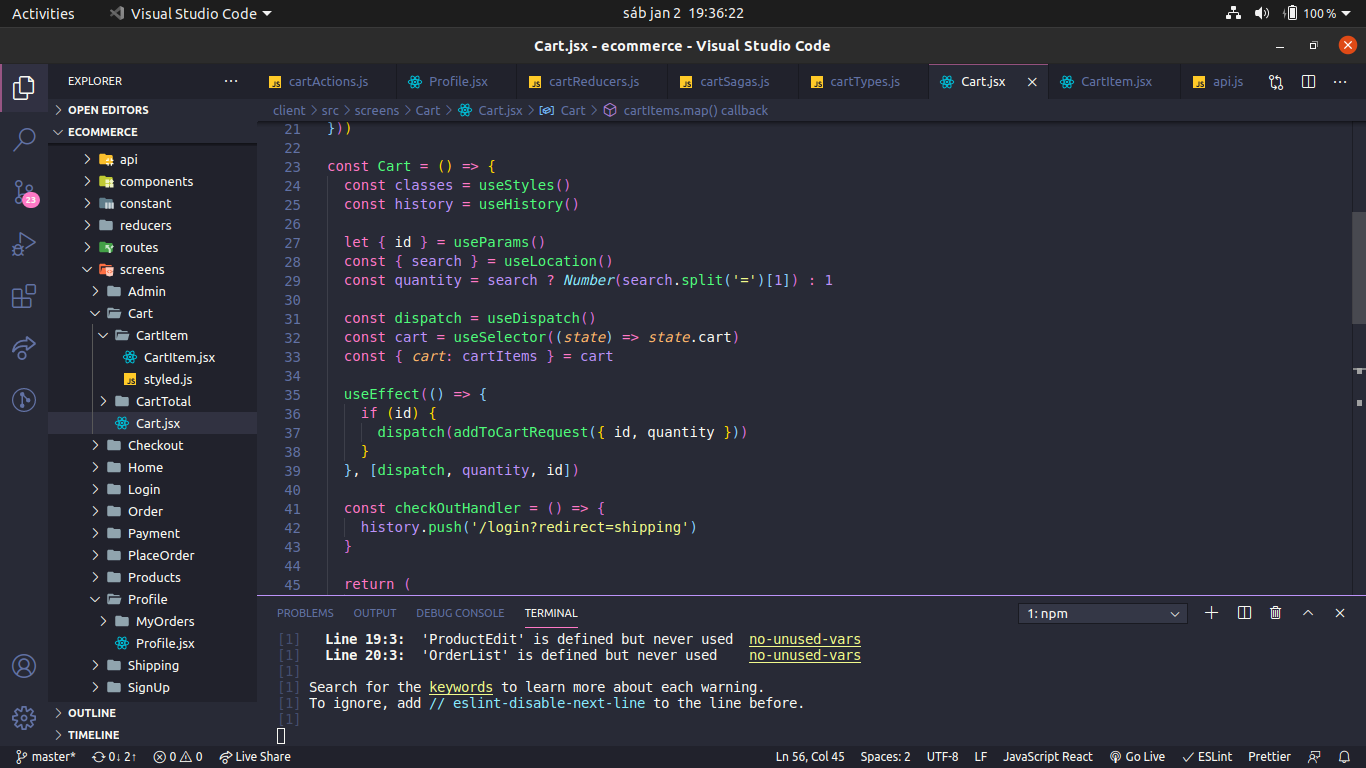 Activities
Visual Studio Code
sáb jan 2 19:36:22
100 %
Cart.jsx - ecommerce - Visual Studio Code
EXPLORER
OPEN EDITORS
ECOMMERCE
api
components
constant
reducers
routes
screens
Admin
Cart
CartItem
CartItem.jsx
styled.js
CartTotal
Cart.jsx
Checkout
Home
Login
Order
Payment
PlaceOrder
Products
Profile
MyOrders
Profile.jsx
Shipping
SignUp
OUTLINE
TIMELINE
23
JS cartActions.js
Profile.jsx
JS cartReducers.js
JS cartSagas.js
JS cartTypes.js
Cart.jsx
CartItem.jsx
JS api.js
client > src > screens > Cart > Cart.jsx > Cart > cartItems.map() callback
21 }))
22
23 const Cart = () => {
24   const classes = useStyles()
25   const history = useHistory()
26
27   let { id } = useParams()
28   const { search } = useLocation()
29   const quantity = search ? Number(search.split('=')[1]) : 1
30
31   const dispatch = useDispatch()
32   const cart = useSelector((state) => state.cart)
33   const { cart: cartItems } = cart
34
35   useEffect(() => {
36     if (id) {
37       dispatch(addToCartRequest({ id, quantity }))
38     }
39   }, [dispatch, quantity, id])
40
41   const checkOutHandler = () => {
42     history.push('/login?redirect=shipping')
43   }
44
45   return (
PROBLEMS OUTPUT DEBUG CONSOLE TERMINAL
1: npm
[1]   Line 19:3:  'ProductEdit' is defined but never used  no-unused-vars
[1]   Line 20:3:  'OrderList' is defined but never used    no-unused-vars
[1]
[1] Search for the keywords to learn more about each warning.
[1] To ignore, add // eslint-disable-next-line to the line before.
[1]
master* 0↓ 2↑ 0 0 Live Share
Ln 56, Col 45 Spaces: 2 UTF-8 LF JavaScript React Go Live ESLint Prettier